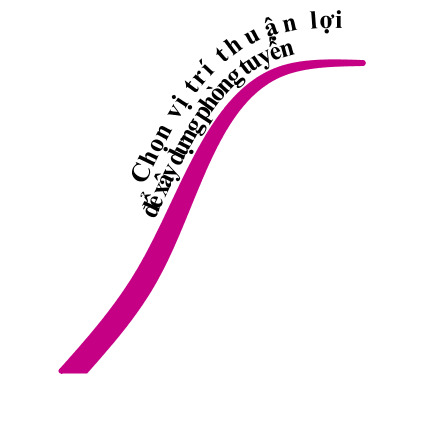 Chọn vị trí thuận lợi
để xây dựng phòng tuyến